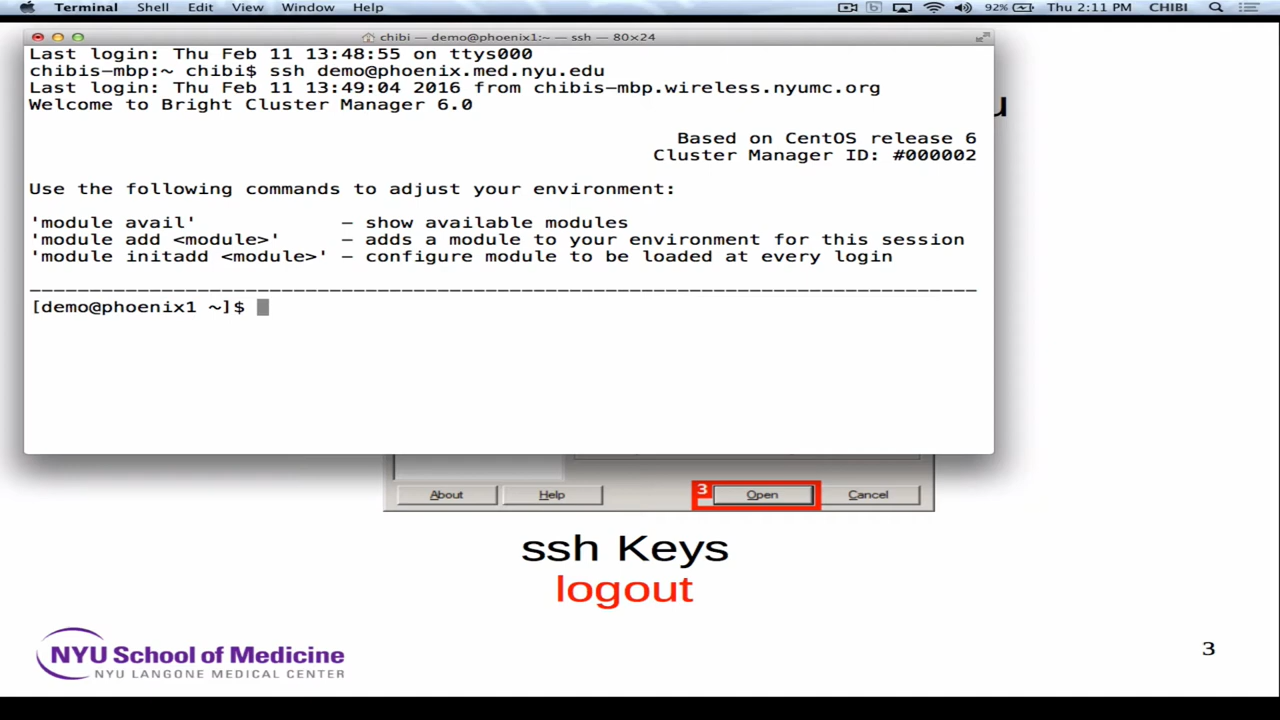 Terminal Shell Edit View Window Help 92% Thu 2:11 PM CHIBI
chibi — demo@phoenix1:~ — ssh — 80×24
Last login: Thu Feb 11 13:48:55 on ttys000
chibis-mbp:~ chibi$ ssh demo@phoenix.med.nyu.edu
Last login: Thu Feb 11 13:49:04 2016 from chibis-mbp.wireless.nyumc.org
Welcome to Bright Cluster Manager 6.0
u
Based on CentOS release 6
Cluster Manager ID: #000002
Use the following commands to adjust your environment:
'module avail' – show available modules
'module add <module>' – adds a module to your environment for this session
'module initadd <module>' – configure module to be loaded at every login
--------------------------------------------------------------------------------
[demo@phoenix1 ~]$
About Help 3 Open Cancel
ssh Keys
logout
NYU School of Medicine
NYU LANGONE MEDICAL CENTER
3